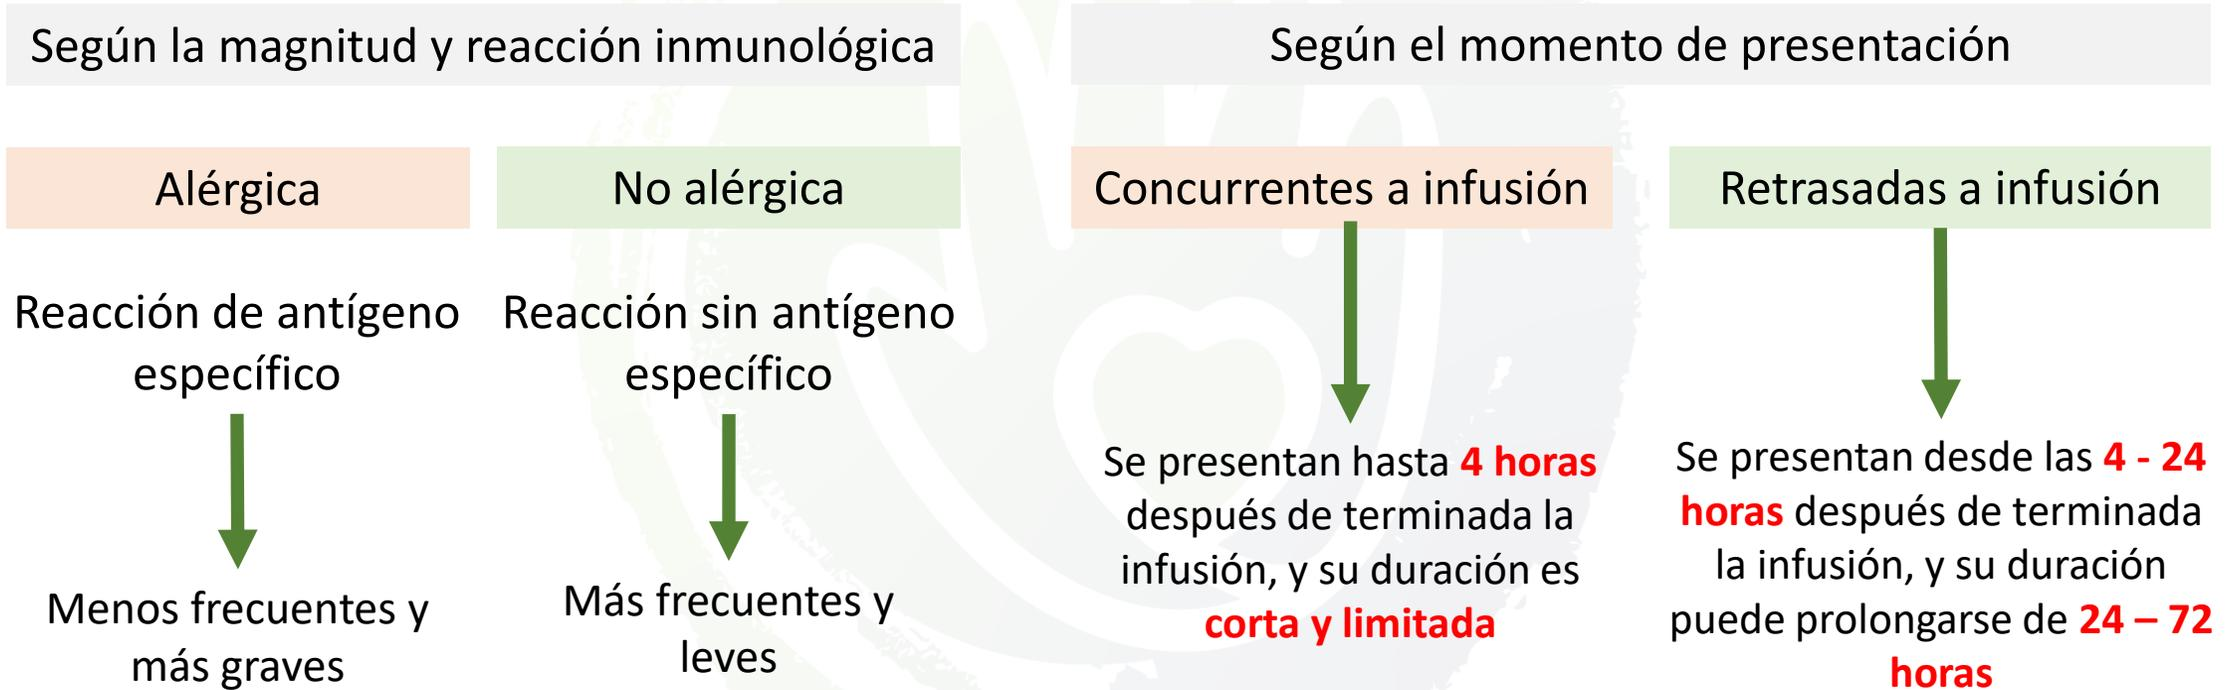 Según la magnitud y reacción inmunológica
Según el momento de presentación
Alérgica
No alérgica
Concurrentes a infusión
Retrasadas a infusión
Reacción de antígeno
específico
Reacción sin antígeno
específico
Menos frecuentes y
más graves
Más frecuentes y
leves
Se presentan hasta 4 horas
después de terminada la
infusión, y su duración es
corta y limitada
Se presentan desde las 4 - 24
horas después de terminada
la infusión, y su duración
puede prolongarse de 24 – 72
horas